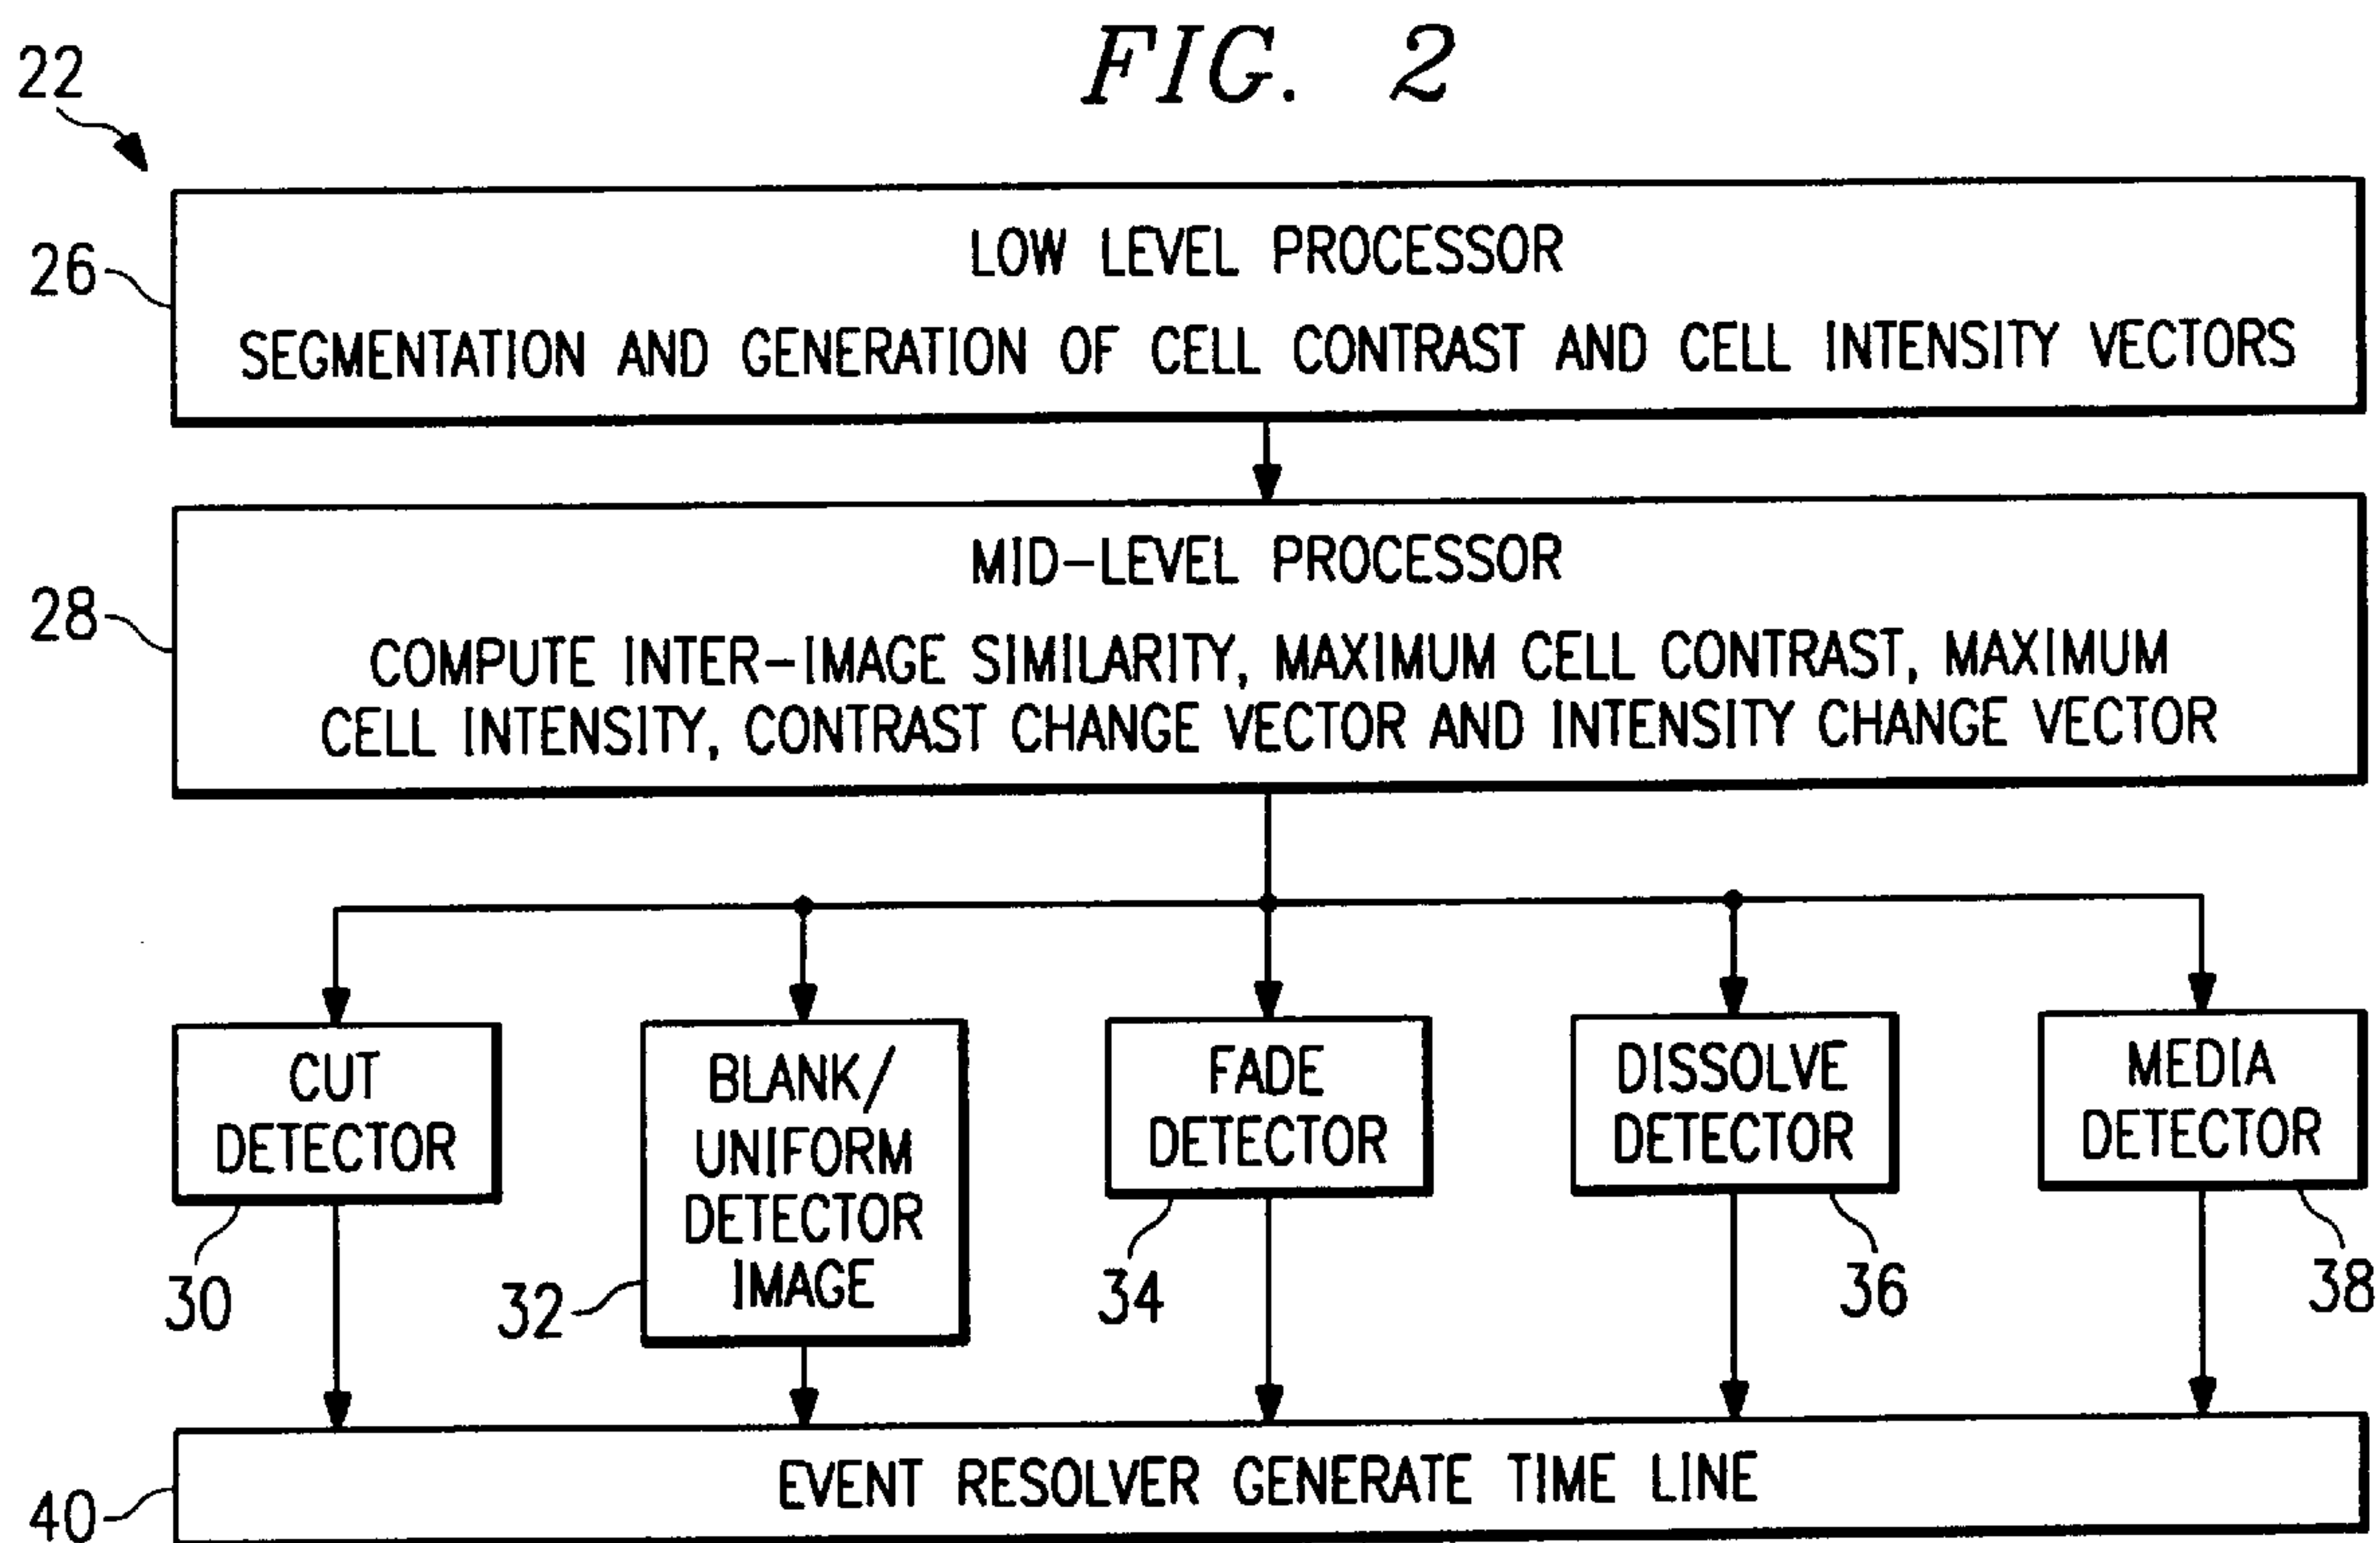 FIG. 2
22
LOW LEVEL PROCESSOR
26
SEGMENTATION AND GENERATION OF CELL CONTRAST AND CELL INTENSITY VECTORS
MID-LEVEL PROCESSOR
28
COMPUTE INTER-IMAGE SIMILARITY, MAXIMUM CELL CONTRAST, MAXIMUM
CELL INTENSITY, CONTRAST CHANGE VECTOR AND INTENSITY CHANGE VECTOR
CUT
DETECTOR
30
BLANK/
UNIFORM
DETECTOR
IMAGE
32
FADE
DETECTOR
34
DISSOLVE
DETECTOR
36
MEDIA
DETECTOR
38
EVENT RESOLVER GENERATE TIME LINE
40